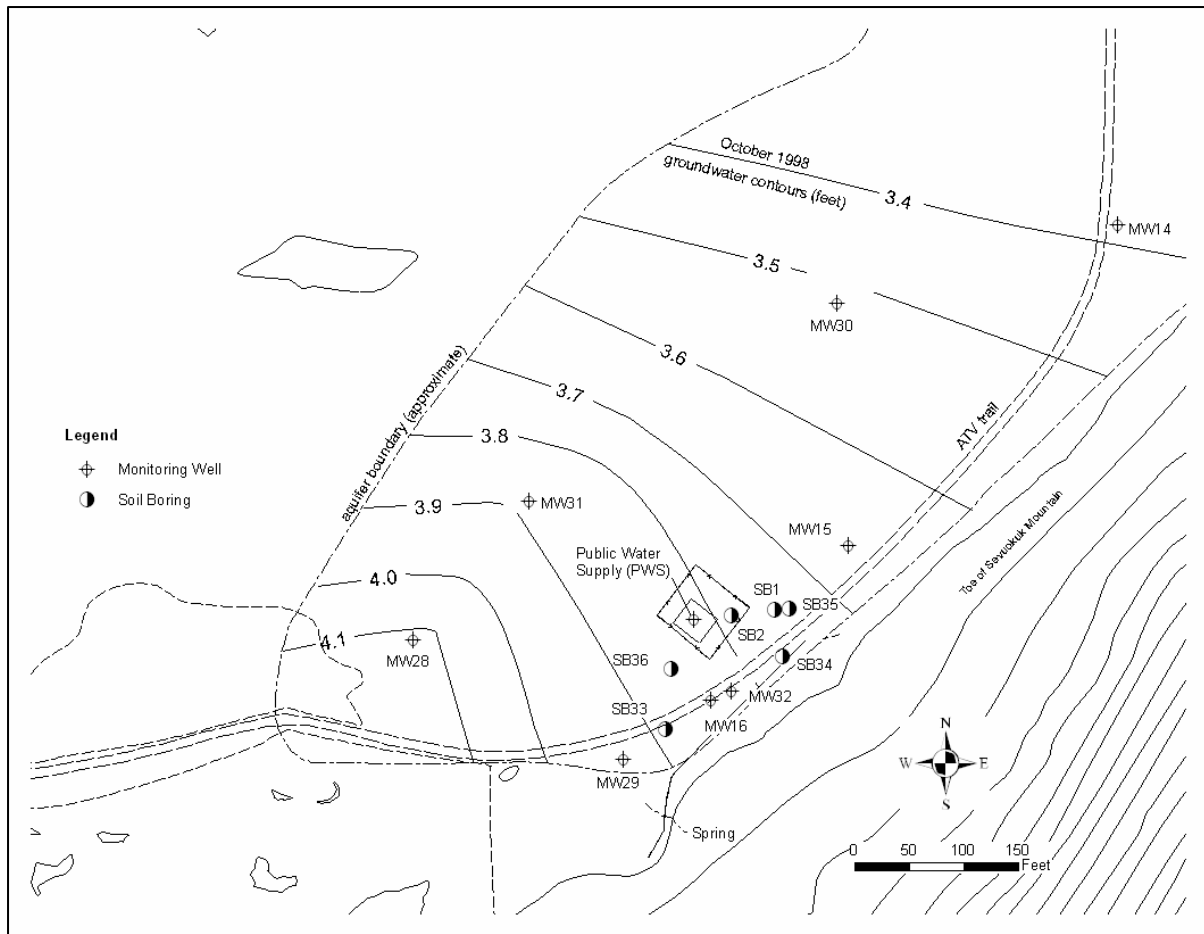 October 1998
groundwater contours (feet)
3.4
MW14
3.5
MW30
3.6
3.7
aquifer boundary (approximate)
ATV trail
3.8
Legend
Monitoring Well
Soil Boring
3.9
MW31
MW15
Toe of Sevuokuk Mountain
Public Water
Supply (PWS)
4.0
SB1
SB35
SB2
4.1
MW28
SB36
SB34
MW32
SB33
MW16
MW29
N
W
E
S
Spring
0
50
100
150
Feet